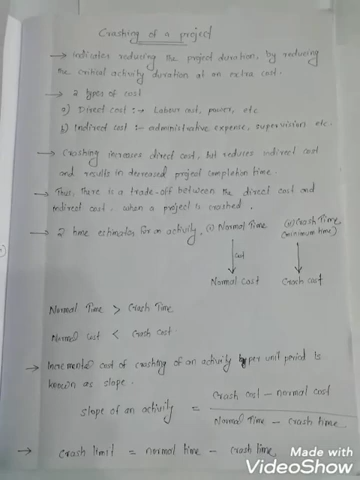 Crashing of a project
→ indicates reducing the project duration, by reducing
the critical activity duration at an extra cost.
→ 2 types of cost
a) Direct cost :→ Labour cost, power, etc
b) Indirect cost :- administrative expense, supervision etc.
→ Crashing increases direct cost, but reduces indirect cost
and results in decreased project completion time.
→ Thus, there is a trade-off between the direct cost and
indirect cost, when a project is crashed.
→ 2 time estimates for an activity. (i) Normal Time (ii) Crash Time
(minimum time)
cost
Normal cost Crash cost
Normal Time > Crash Time
Normal cost < Crash cost.
→ Incremental cost of crashing of an activity per unit period is
known as slope.
slope of an activity = Crash cost - normal cost
Normal Time - Crash time
→ Crash limit = normal time - crash time
Made with
VideoShow